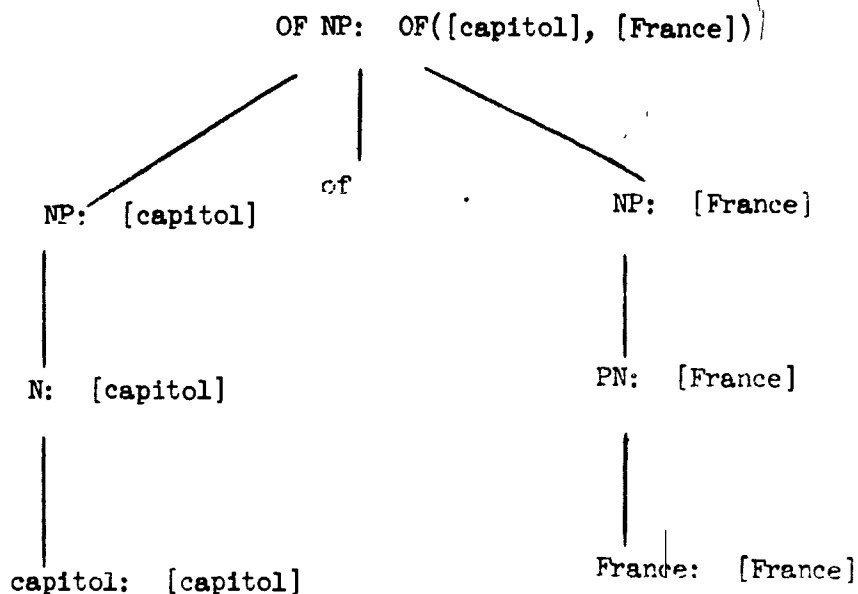 OF NP: OF([capitol], [France])
of
NP: [capitol] NP: [France]
N: [capitol] PN: [France]
capitol: [capitol] France: [France]